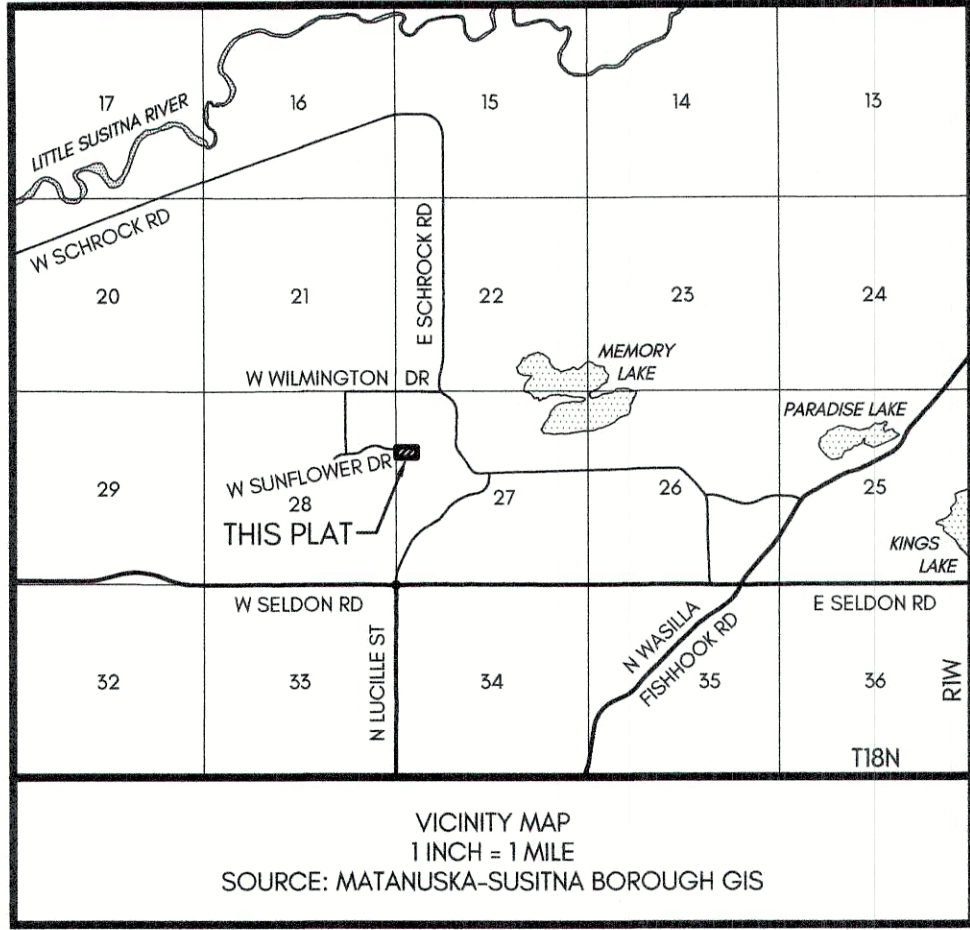 17
16
15
14
13
LITTLE SUSITNA RIVER
W SCHROCK RD
E SCHROCK RD
20
21
22
23
24
MEMORY
LAKE
W WILMINGTON DR
PARADISE LAKE
W SUNFLOWER DR
29
28
27
26
25
THIS PLAT
KINGS
LAKE
W SELDON RD
E SELDON RD
N LUCILLE ST
N WASILLA
FISHHOOK RD
32
33
34
35
36
R1W
T18N
VICINITY MAP
1 INCH = 1 MILE
SOURCE: MATANUSKA-SUSITNA BOROUGH GIS